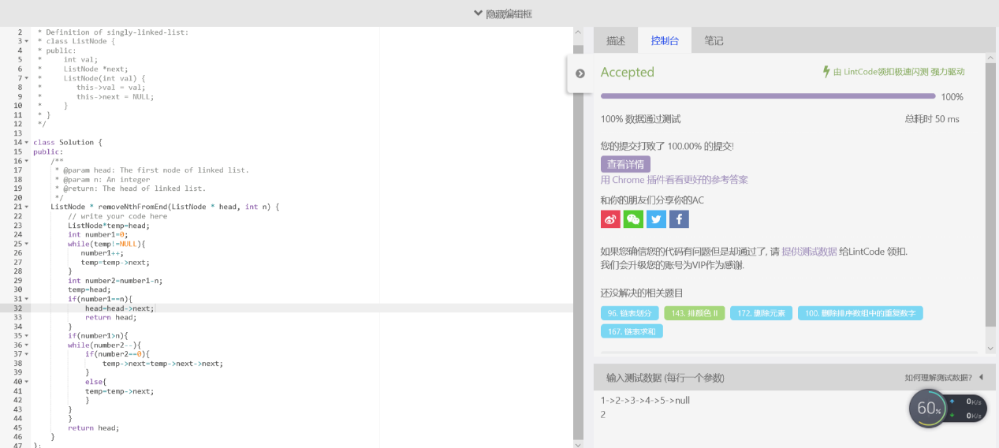 隐藏编辑框
2 * Definition of singly-linked-list:
3 * class ListNode {
4 * public:
5 *     int val;
6 *     ListNode *next;
7 *     ListNode(int val) {
8 *        this->val = val;
9 *        this->next = NULL;
10 *     }
11 * }
12 */
13
14 class Solution {
15 public:
16     /**
17      * @param head: The first node of linked list.
18      * @param n: An integer
19      * @return: The head of linked list.
20      */
21     ListNode * removeNthFromEnd(ListNode * head, int n) {
22         // write your code here
23         ListNode*temp=head;
24         int number1=0;
25         while(temp!=NULL){
26            number1++;
27            temp=temp->next;
28         }
29         int number2=number1-n;
30         temp=head;
31         if(number1==n){
32             head=head->next;
33             return head;
34         }
35         if(number1>n){
36         while(number2--){
37             if(number2==0){
38                 temp->next=temp->next->next;
39             }
40             else{
41             temp=temp->next;
42             }
43         }
44         }
45         return head;
46     }
47 };
描述 控制台 笔记
Accepted
由 LintCode领扣极速闪测 强力驱动
100%
100% 数据通过测试
总耗时 50 ms
您的提交打败了 100.00% 的提交!
查看详情
用 Chrome 插件看看更好的参考答案
和你的朋友们分享你的AC
如果您确信您的代码有问题但是却通过了, 请 提供测试数据 给LintCode 领扣.
我们会升级您的账号为VIP作为感谢.
还没解决的相关题目
96. 链表划分 143. 排颜色 II 172. 删除元素 100. 删除排序数组中的重复数字
167. 链表求和
输入测试数据 (每行一个参数)
如何理解测试数据?
1->2->3->4->5->null
2
60%
0K/s
0K/s